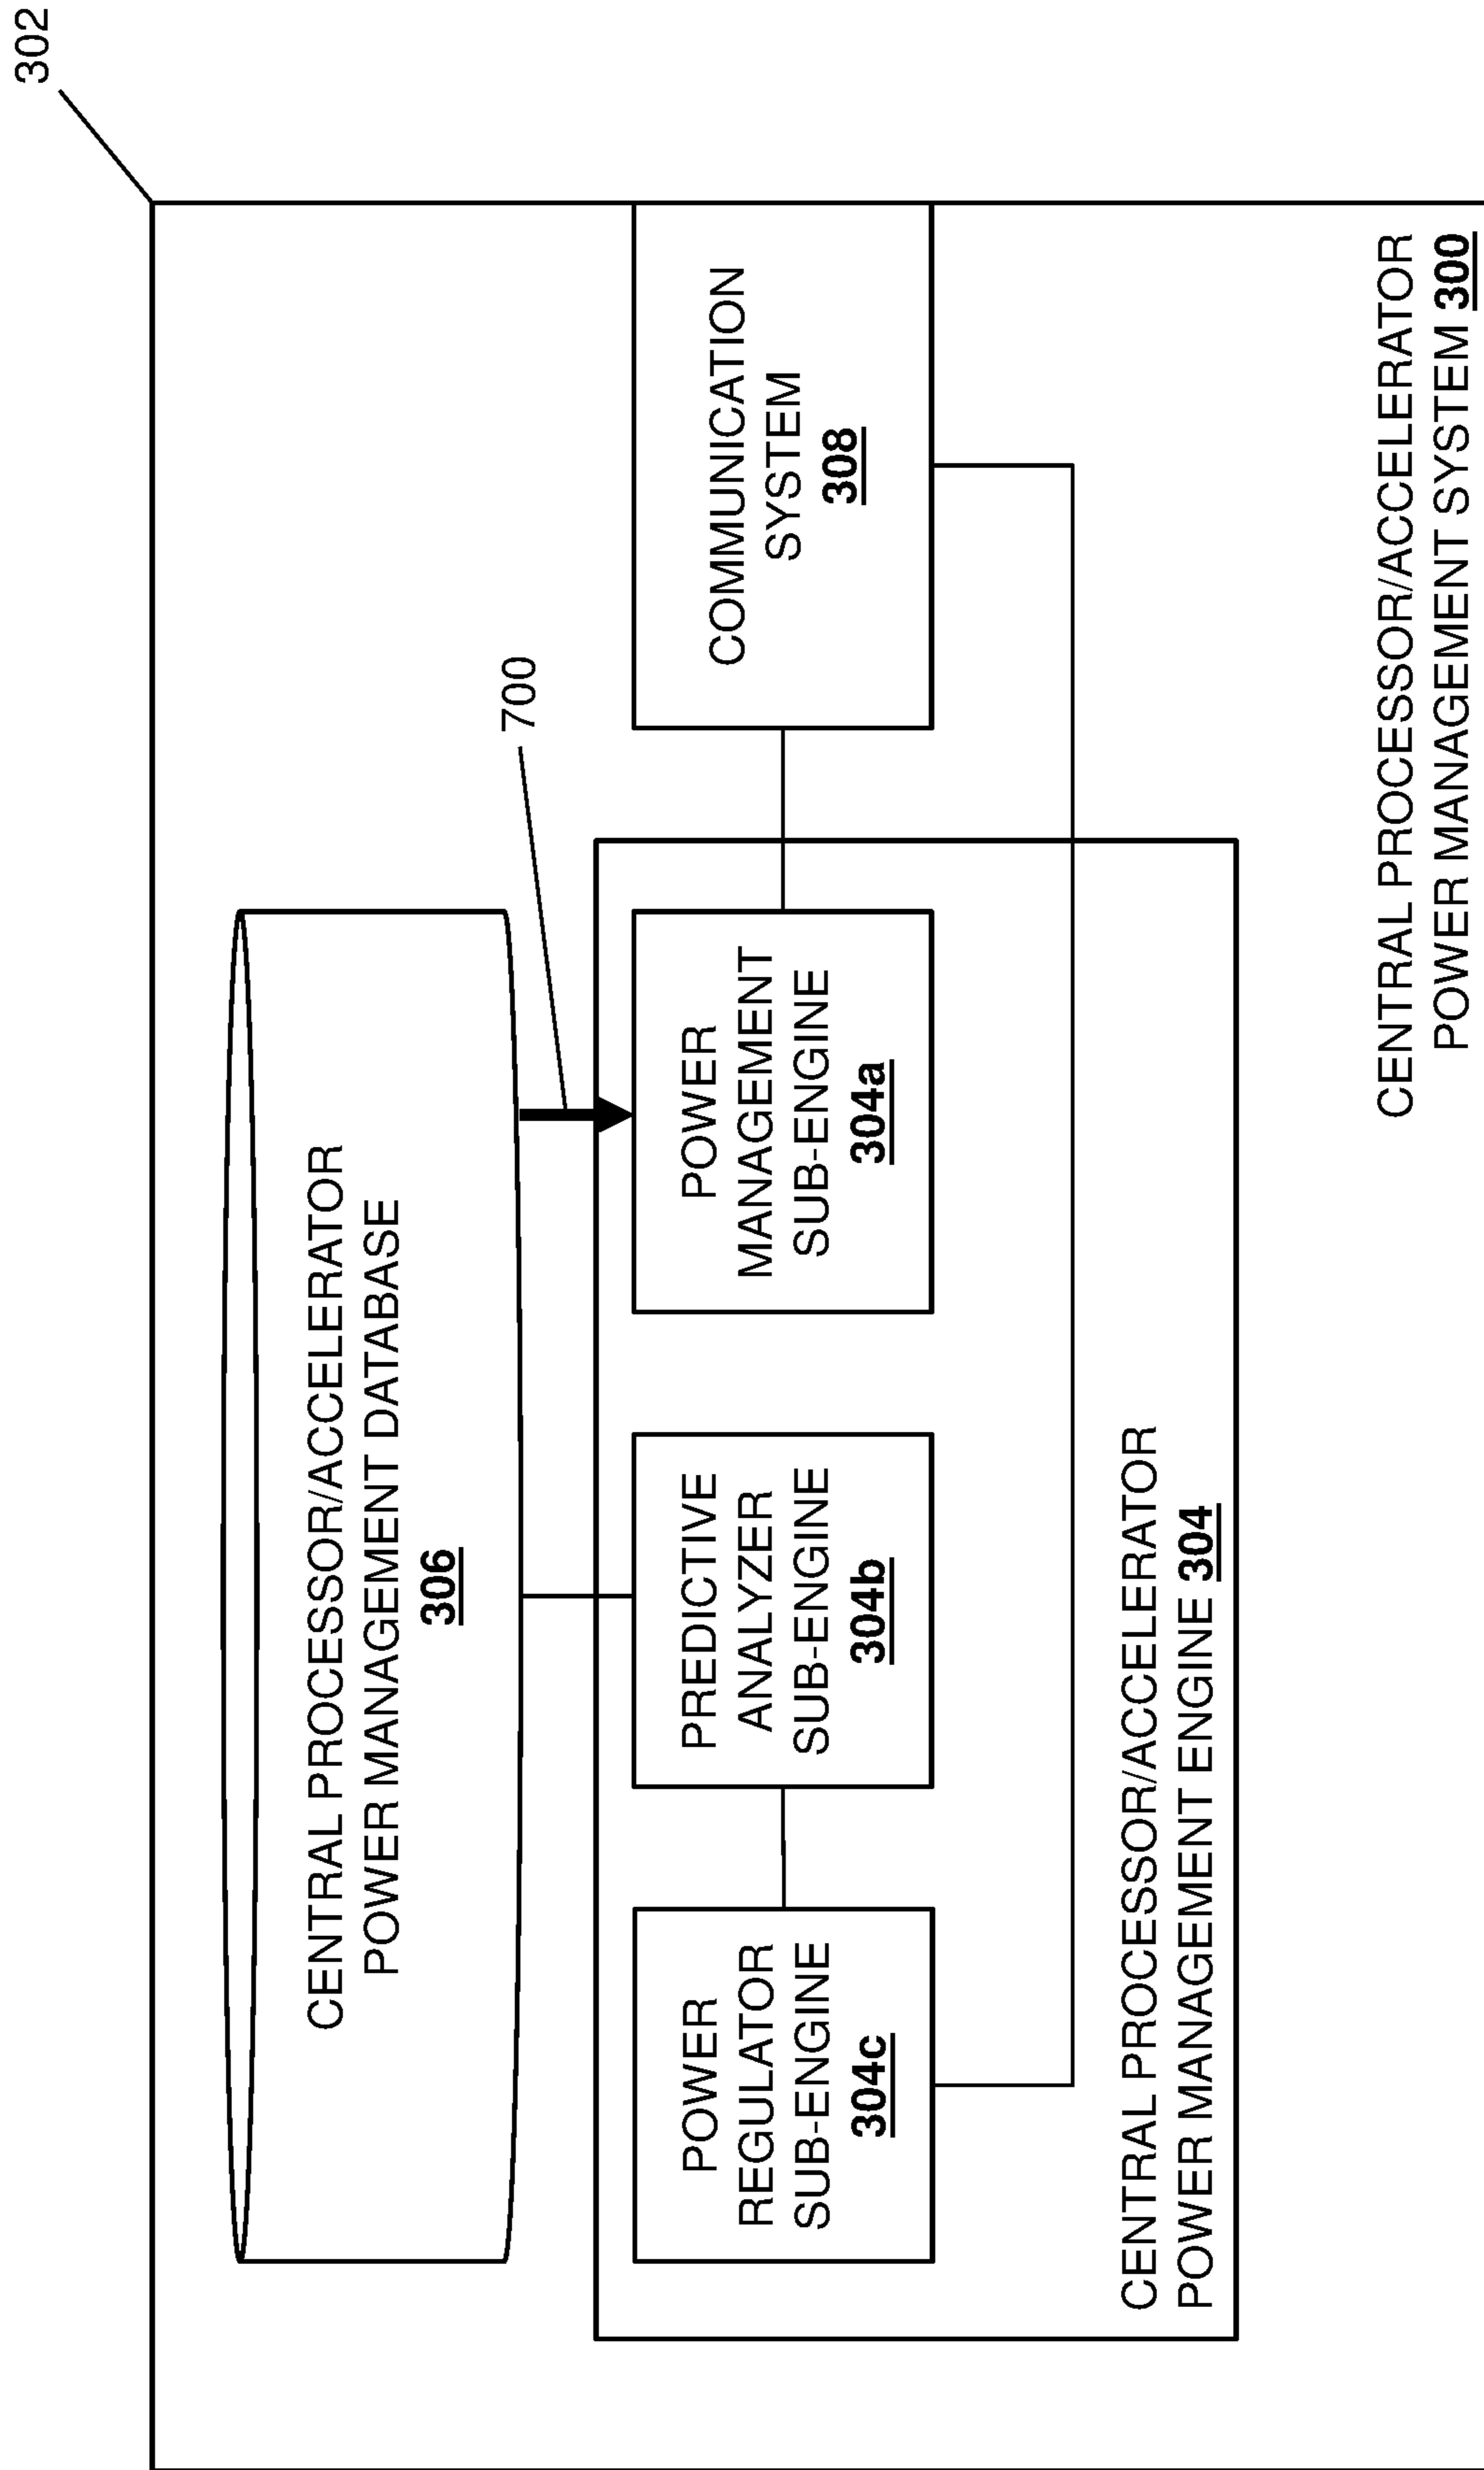 302
CENTRAL PROCESSOR/ACCELERATOR
POWER MANAGEMENT DATABASE
306
700
POWER
REGULATOR
SUB-ENGINE
304c
PREDICTIVE
ANALYZER
SUB-ENGINE
304b
POWER
MANAGEMENT
SUB-ENGINE
304a
COMMUNICATION
SYSTEM
308
CENTRAL PROCESSOR/ACCELERATOR
POWER MANAGEMENT ENGINE 304
CENTRAL PROCESSOR/ACCELERATOR
POWER MANAGEMENT SYSTEM 300